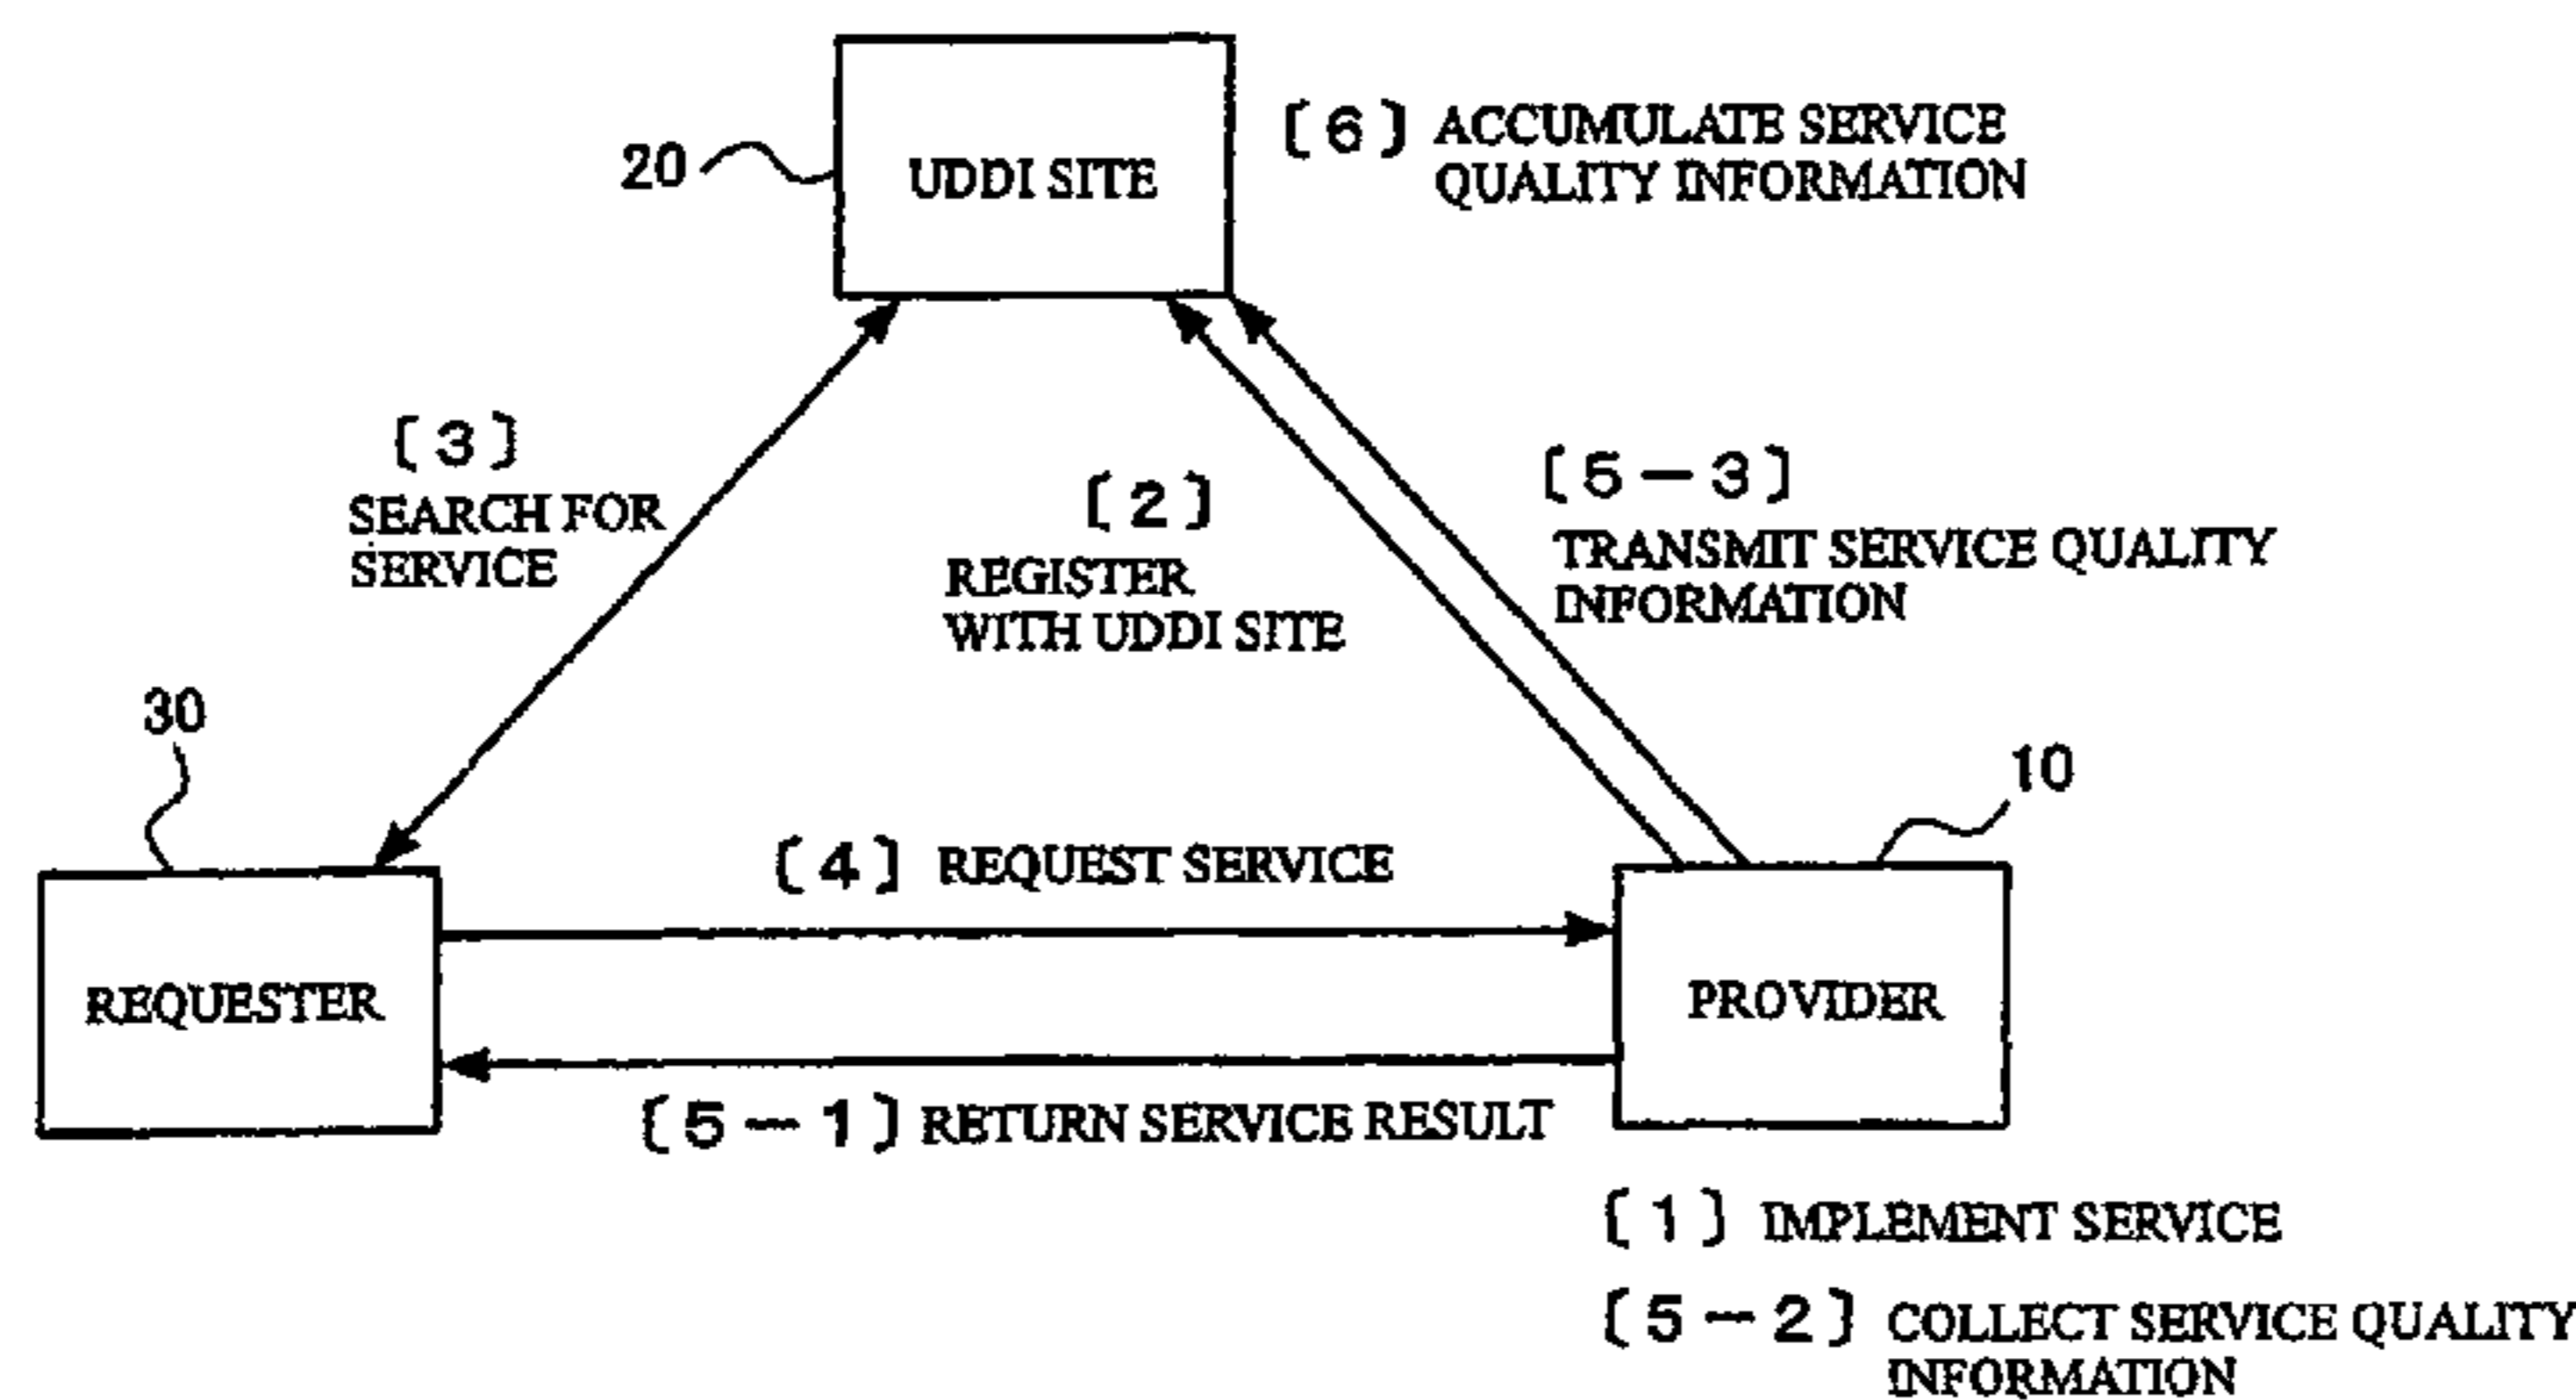 20
UDDI SITE
[6] ACCUMULATE SERVICE
QUALITY INFORMATION
[3]
SEARCH FOR
SERVICE
[2]
REGISTER
WITH UDDI SITE
[5-3]
TRANSMIT SERVICE QUALITY
INFORMATION
30
10
[4] REQUEST SERVICE
REQUESTER
PROVIDER
[5-1] RETURN SERVICE RESULT
[1] IMPLEMENT SERVICE
[5-2] COLLECT SERVICE QUALITY
INFORMATION